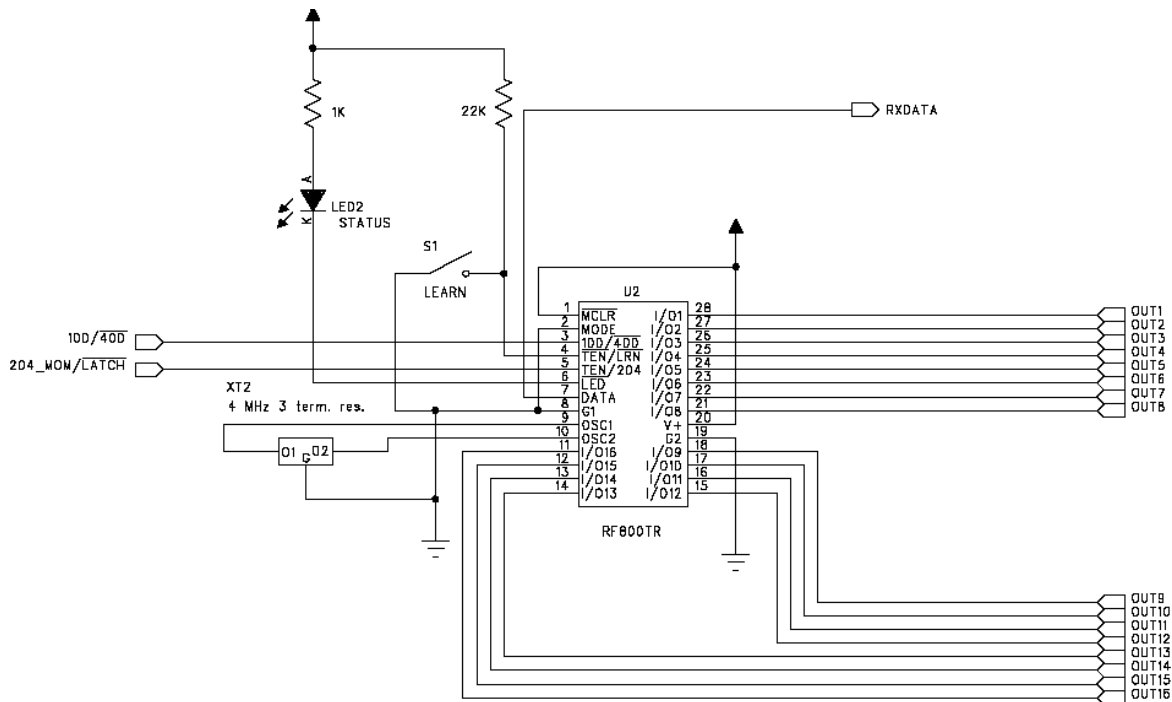 1K
22K
RXDATA
A
K
LED2
STATUS
S1
LEARN
U2
10D/40D
204_MOM/LATCH
XT2
4 MHz 3 term. res.
O1 G O2
1 MCLR
2 MODE
3 10D/40D
4 TEN/LRN
5 TEN/204
6 LED
7 DATA
8 G1
9 OSC1
10 OSC2
11 I/O16
12 I/O15
13 I/O14
14 I/O13
I/O1 28
I/O2 27
I/O3 26
I/O4 25
I/O5 24
I/O6 23
I/O7 22
I/O8 21
V+ 20
G2 19
I/O9 18
I/O10 17
I/O11 16
I/O12 15
RF800TR
OUT1
OUT2
OUT3
OUT4
OUT5
OUT6
OUT7
OUT8
OUT9
OUT10
OUT11
OUT12
OUT13
OUT14
OUT15
OUT16